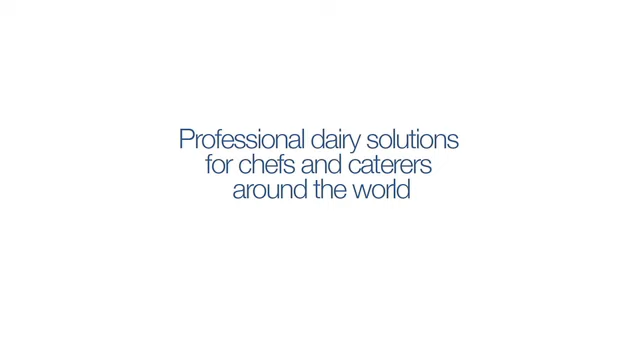 Professional dairy solutions
for chefs and caterers
around the world